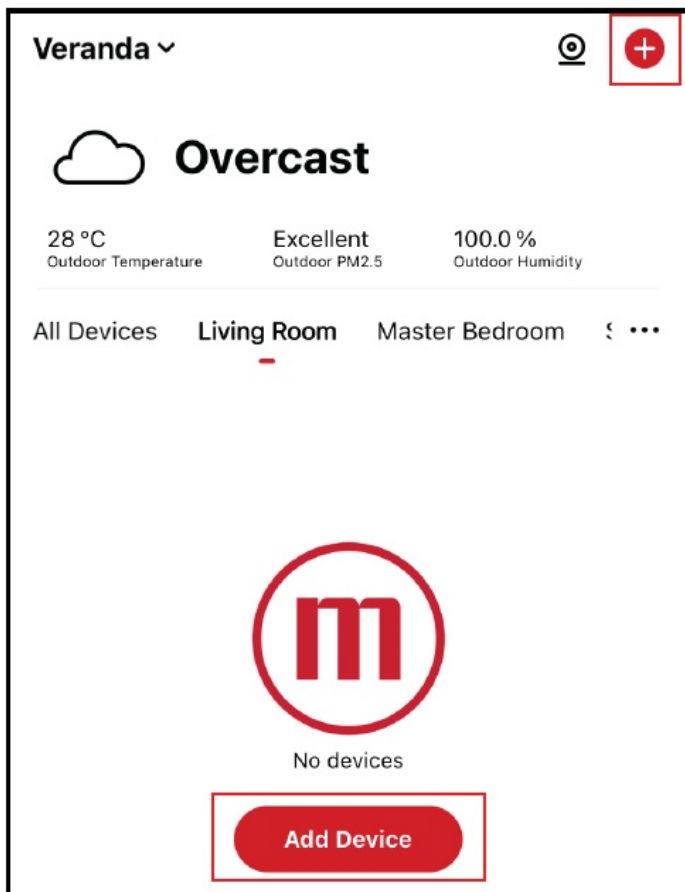 Veranda
Overcast
28 °C Excellent 100.0 %
Outdoor Temperature Outdoor PM2.5 Outdoor Humidity
All Devices Living Room Master Bedroom ...
m
No devices
Add Device